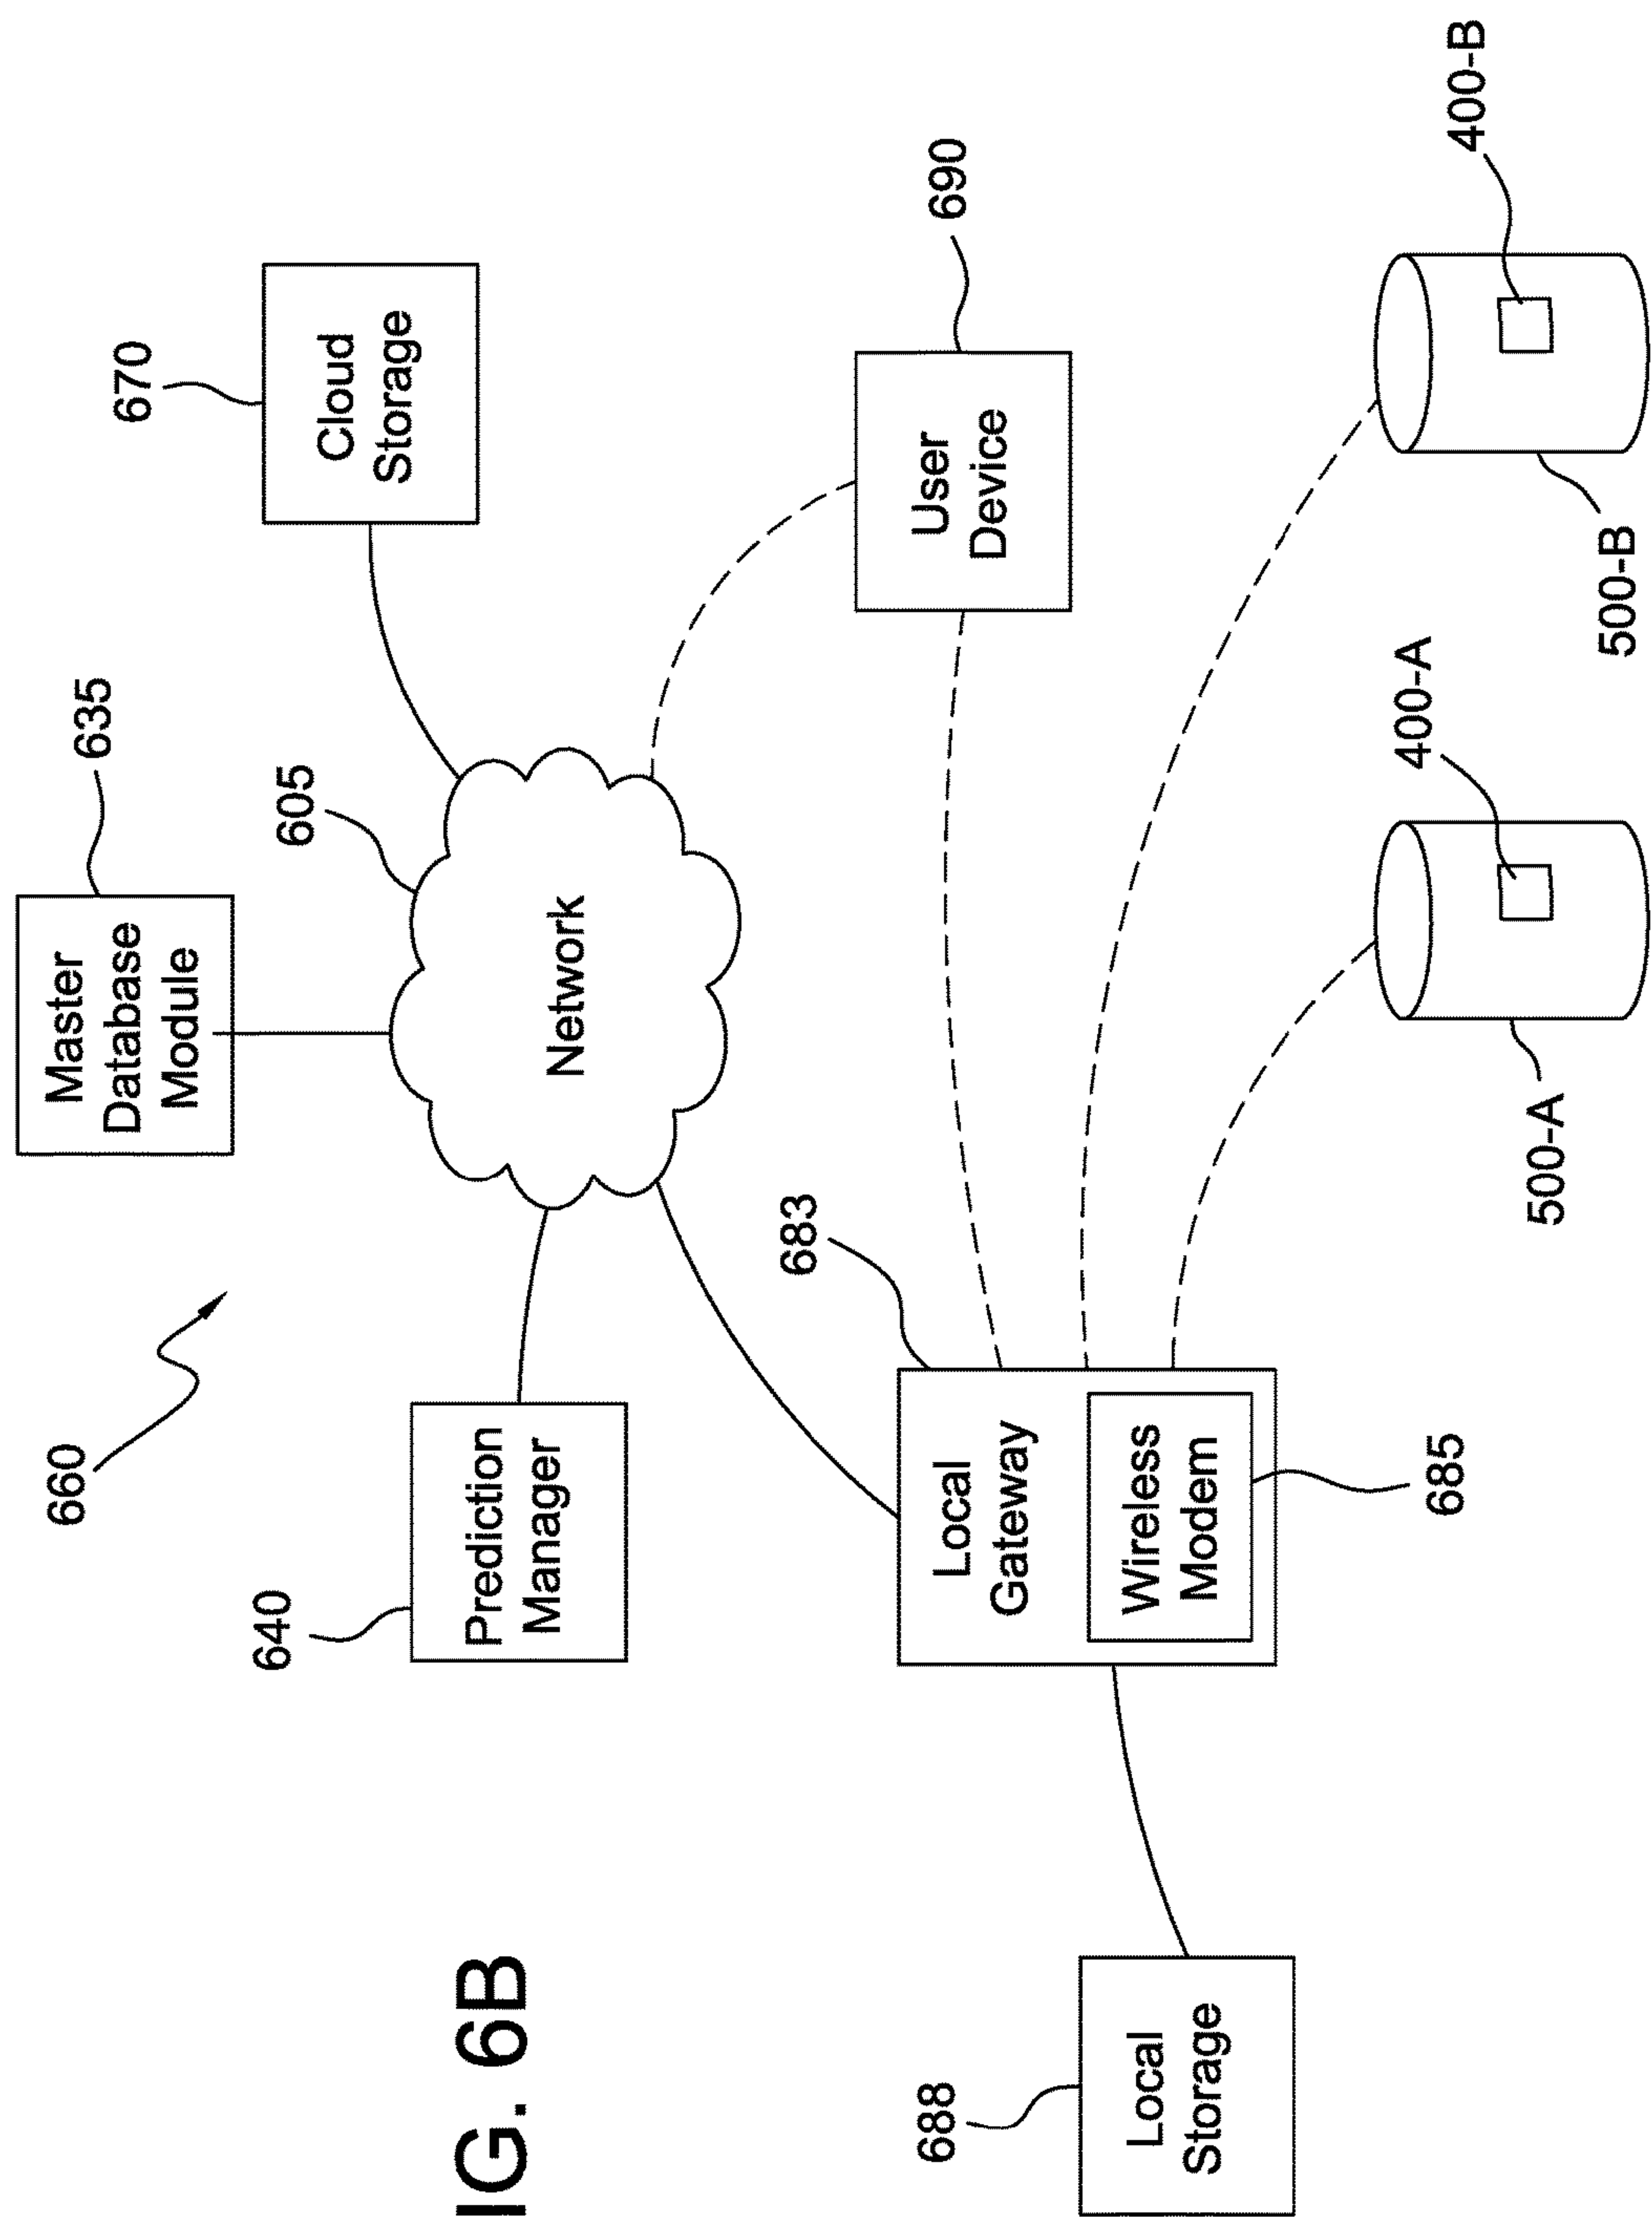 660
Master
Database
Module
635
640
Prediction
Manager
605
Network
670
Cloud
Storage
683
Local
Gateway
Wireless
Modem
685
User
Device
690
688
Local
Storage
500-A
400-A
500-B
400-B
IG. 6B